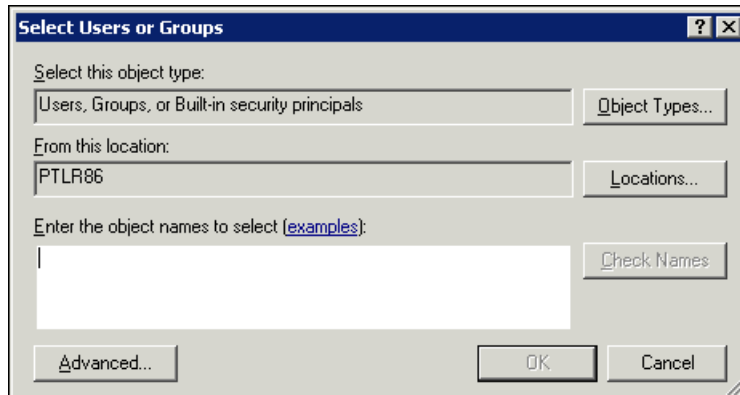 Select Users or Groups
Select this object type:
Users, Groups, or Built-in security principals
Object Types...
From this location:
PTLR86
Locations...
Enter the object names to select (examples):
Check Names
Advanced...
OK
Cancel